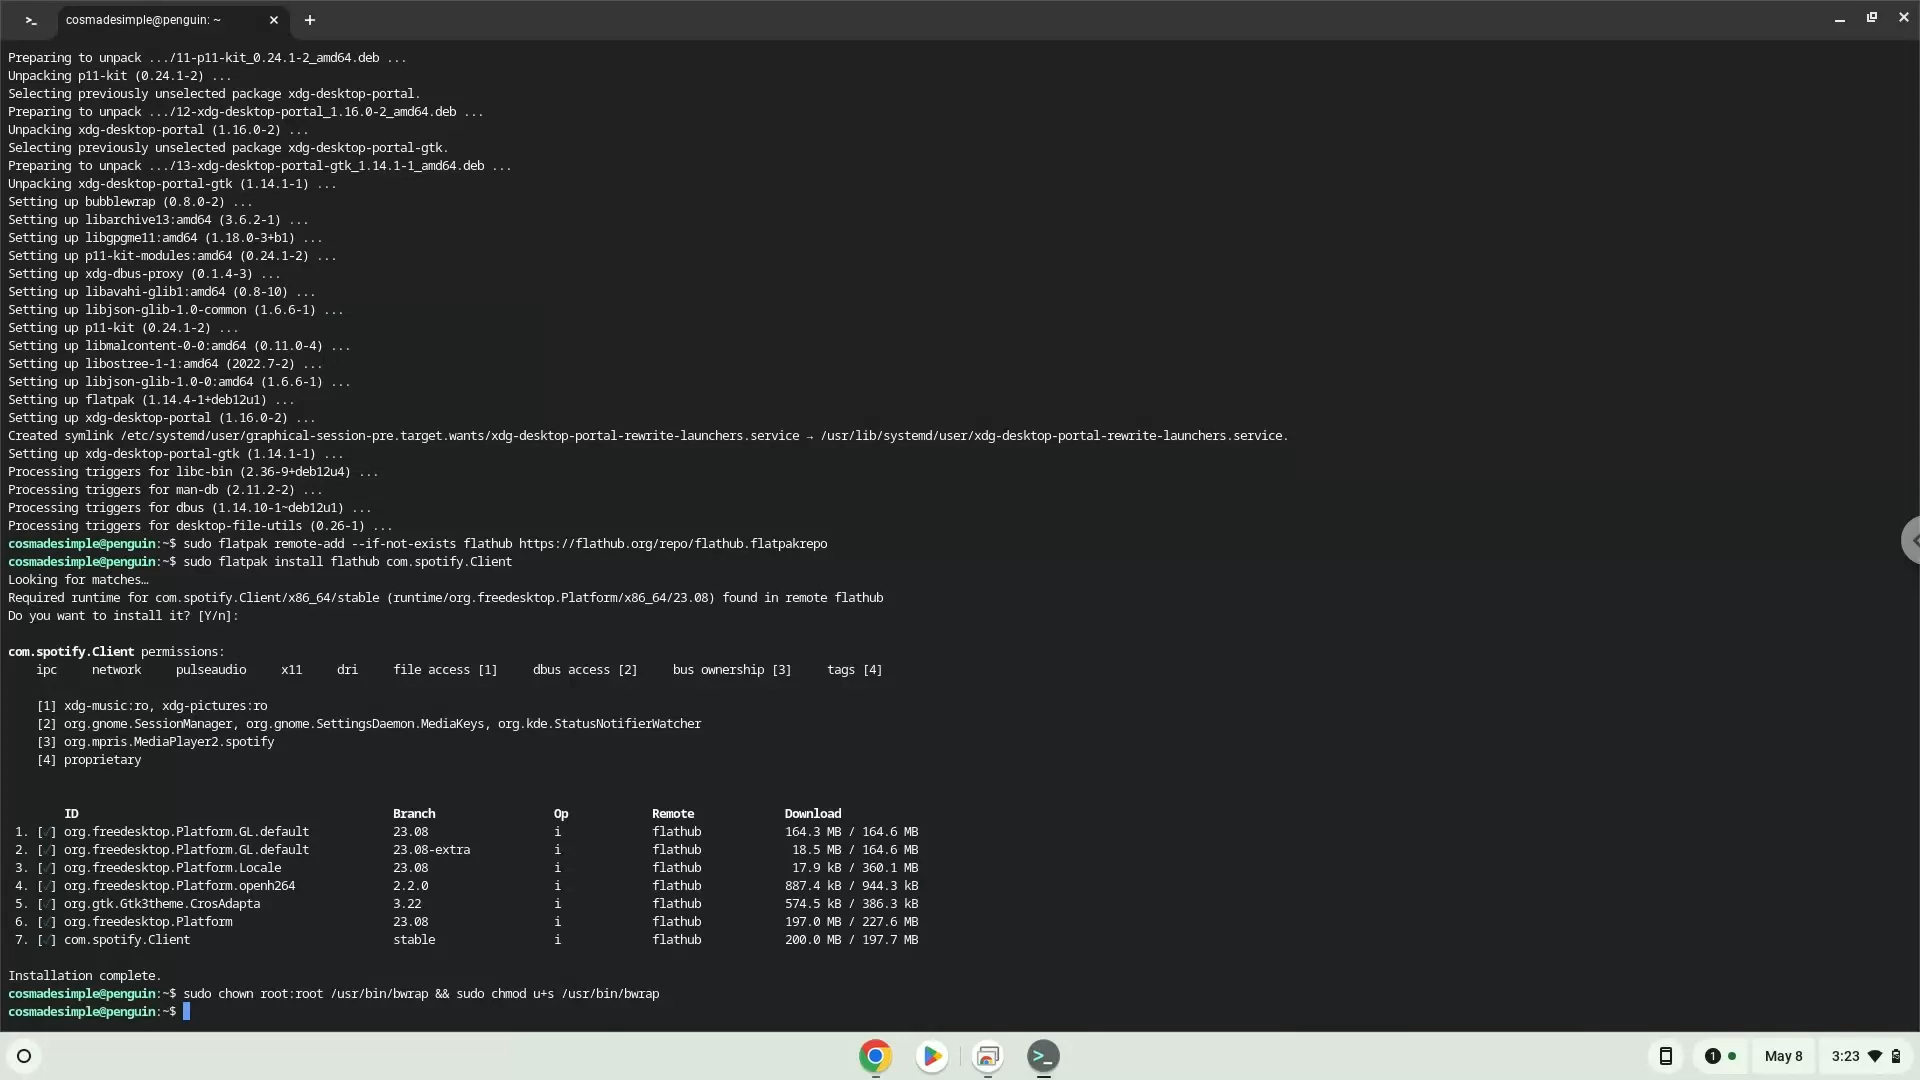 cosmadesimple@penguin: ~
Preparing to unpack .../11-p11-kit_0.24.1-2_amd64.deb ...
Unpacking p11-kit (0.24.1-2) ...
Selecting previously unselected package xdg-desktop-portal.
Preparing to unpack .../12-xdg-desktop-portal_1.16.0-2_amd64.deb ...
Unpacking xdg-desktop-portal (1.16.0-2) ...
Selecting previously unselected package xdg-desktop-portal-gtk.
Preparing to unpack .../13-xdg-desktop-portal-gtk_1.14.1-1_amd64.deb ...
Unpacking xdg-desktop-portal-gtk (1.14.1-1) ...
Setting up bubblewrap (0.8.0-2) ...
Setting up libarchive13:amd64 (3.6.2-1) ...
Setting up libgpgme11:amd64 (1.18.0-3+b1) ...
Setting up p11-kit-modules:amd64 (0.24.1-2) ...
Setting up xdg-dbus-proxy (0.1.4-3) ...
Setting up libavahi-glib1:amd64 (0.8-10) ...
Setting up libjson-glib-1.0-common (1.6.6-1) ...
Setting up p11-kit (0.24.1-2) ...
Setting up libmalcontent-0-0:amd64 (0.11.0-4) ...
Setting up libostree-1-1:amd64 (2022.7-2) ...
Setting up libjson-glib-1.0-0:amd64 (1.6.6-1) ...
Setting up flatpak (1.14.4-1+deb12u1) ...
Setting up xdg-desktop-portal (1.16.0-2) ...
Created symlink /etc/systemd/user/graphical-session-pre.target.wants/xdg-desktop-portal-rewrite-launchers.service → /usr/lib/systemd/user/xdg-desktop-portal-rewrite-launchers.service.
Setting up xdg-desktop-portal-gtk (1.14.1-1) ...
Processing triggers for libc-bin (2.36-9+deb12u4) ...
Processing triggers for man-db (2.11.2-2) ...
Processing triggers for dbus (1.14.10-1~deb12u1) ...
Processing triggers for desktop-file-utils (0.26-1) ...
cosmadesimple@penguin:~$ sudo flatpak remote-add --if-not-exists flathub https://flathub.org/repo/flathub.flatpakrepo
cosmadesimple@penguin:~$ sudo flatpak install flathub com.spotify.Client
Looking for matches…
Required runtime for com.spotify.Client/x86_64/stable (runtime/org.freedesktop.Platform/x86_64/23.08) found in remote flathub
Do you want to install it? [Y/n]:
com.spotify.Client permissions:
ipc network pulseaudio x11 dri file access [1] dbus access [2] bus ownership [3] tags [4]
[1] xdg-music:ro, xdg-pictures:ro
[2] org.gnome.SessionManager, org.gnome.SettingsDaemon.MediaKeys, org.kde.StatusNotifierWatcher
[3] org.mpris.MediaPlayer2.spotify
[4] proprietary
ID Branch Op Remote Download
1. [✓] org.freedesktop.Platform.GL.default 23.08 i flathub 164.3 MB / 164.6 MB
2. [✓] org.freedesktop.Platform.GL.default 23.08-extra i flathub 18.5 MB / 164.6 MB
3. [✓] org.freedesktop.Platform.Locale 23.08 i flathub 17.9 kB / 360.1 MB
4. [✓] org.freedesktop.Platform.openh264 2.2.0 i flathub 887.4 kB / 944.3 kB
5. [✓] org.gtk.Gtk3theme.CrosAdapta 3.22 i flathub 574.5 kB / 386.3 kB
6. [✓] org.freedesktop.Platform 23.08 i flathub 197.0 MB / 227.6 MB
7. [✓] com.spotify.Client stable i flathub 200.0 MB / 197.7 MB
Installation complete.
cosmadesimple@penguin:~$ sudo chown root:root /usr/bin/bwrap && sudo chmod u+s /usr/bin/bwrap
cosmadesimple@penguin:~$
1 May 8 3:23